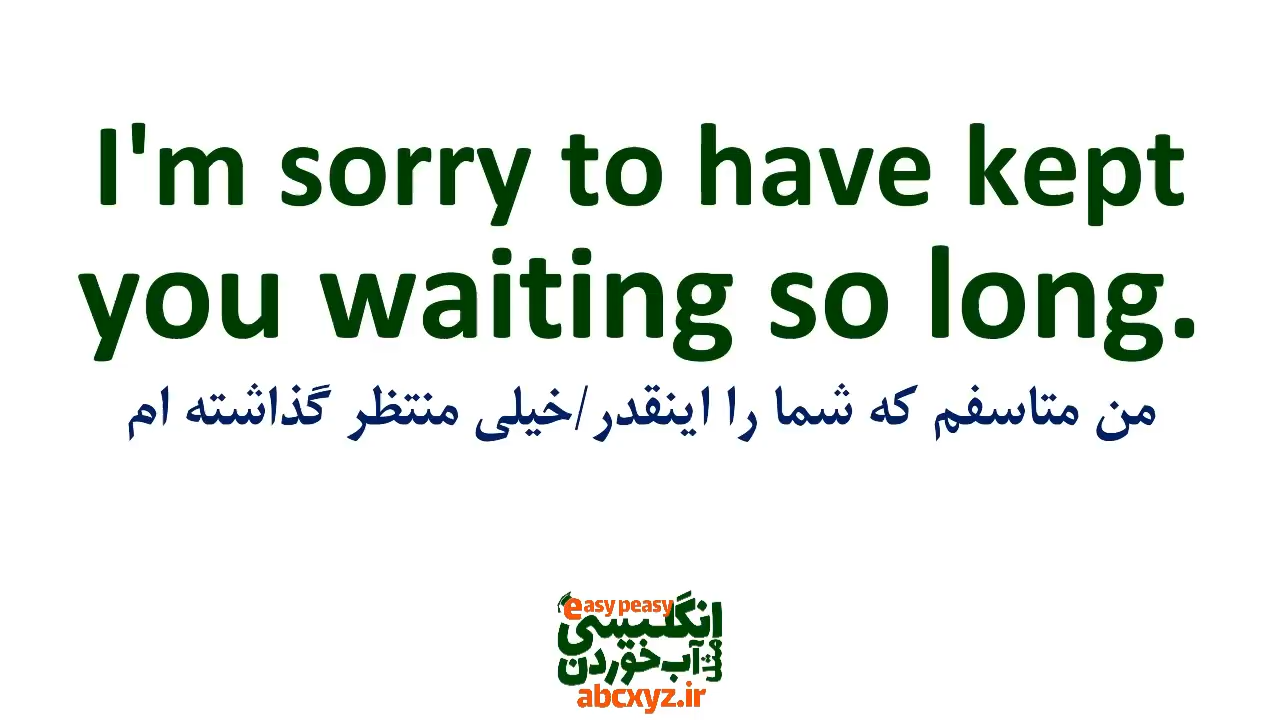 I'm sorry to have kept
you waiting so long.
من متاسفم که شما را اینقدر/خیلی منتظر گذاشته ام
easy peasy
انگلیسی
مثل آب خوردن
abcxyz.ir